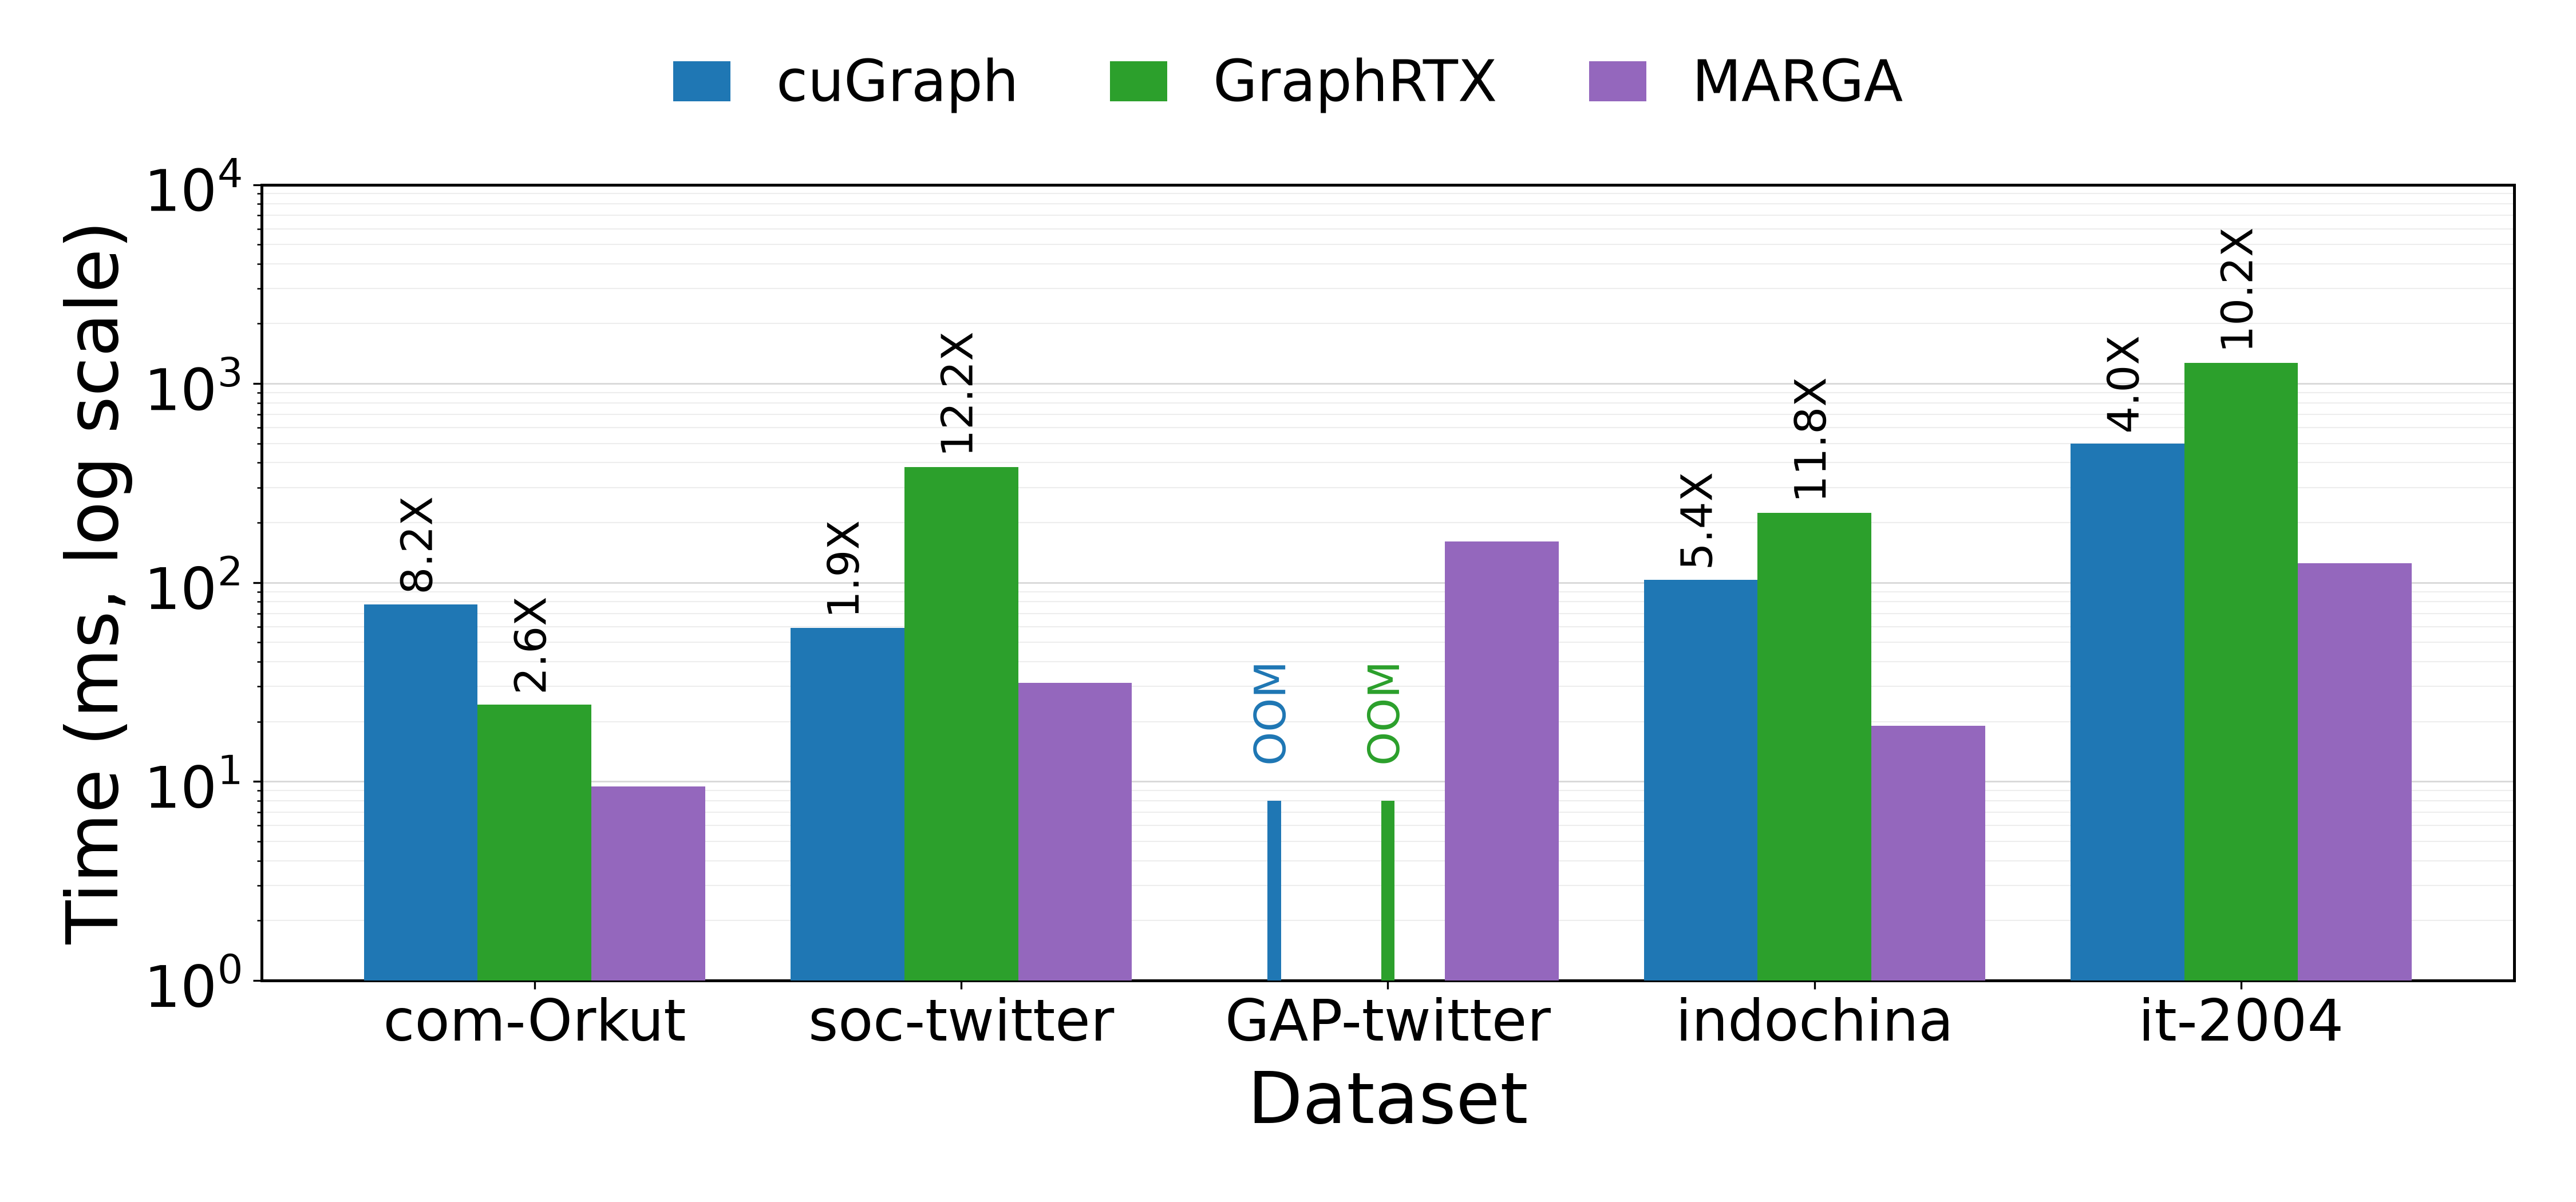 cuGraph GraphRTX MARGA
Time (ms, log scale)
10^4
10^3
10^2
10^1
10^0
8.2X
2.6X
1.9X
12.2X
OOM
OOM
5.4X
11.8X
4.0X
10.2X
com-Orkut soc-twitter GAP-twitter indochina it-2004
Dataset